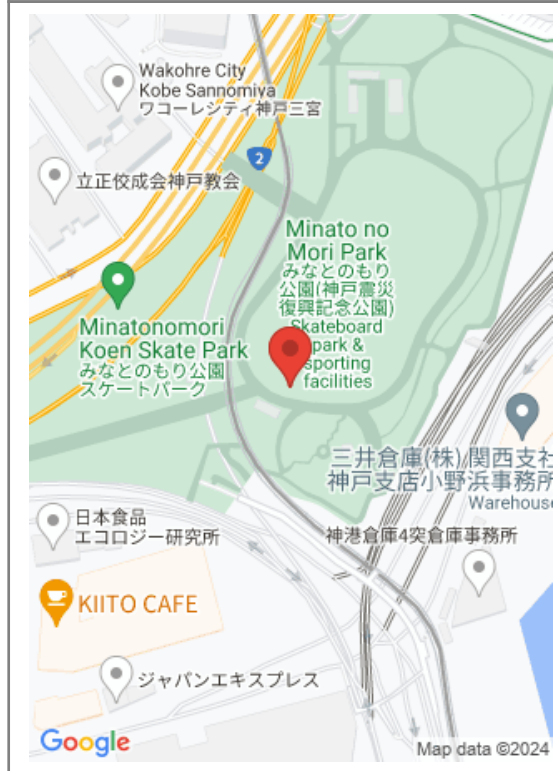 Wakohre City
Kobe Sannomiya
ワコーレシティ神戸三宮
2
立正佼成会神戸教会
Minato no
Mori Park
みなとのもり
公園(神戸震災
復興記念公園)
Skateboard
park &
sporting
facilities
Minatonomori
Koen Skate Park
みなとのもり公園
スケートパーク
三井倉庫(株) 関西支社
神戸支店小野浜事務所
Warehouse
日本食品
エコロジー研究所
神港倉庫4突倉庫事務所
KIITO CAFE
ジャパンエキスプレス
Google
Map data ©2024